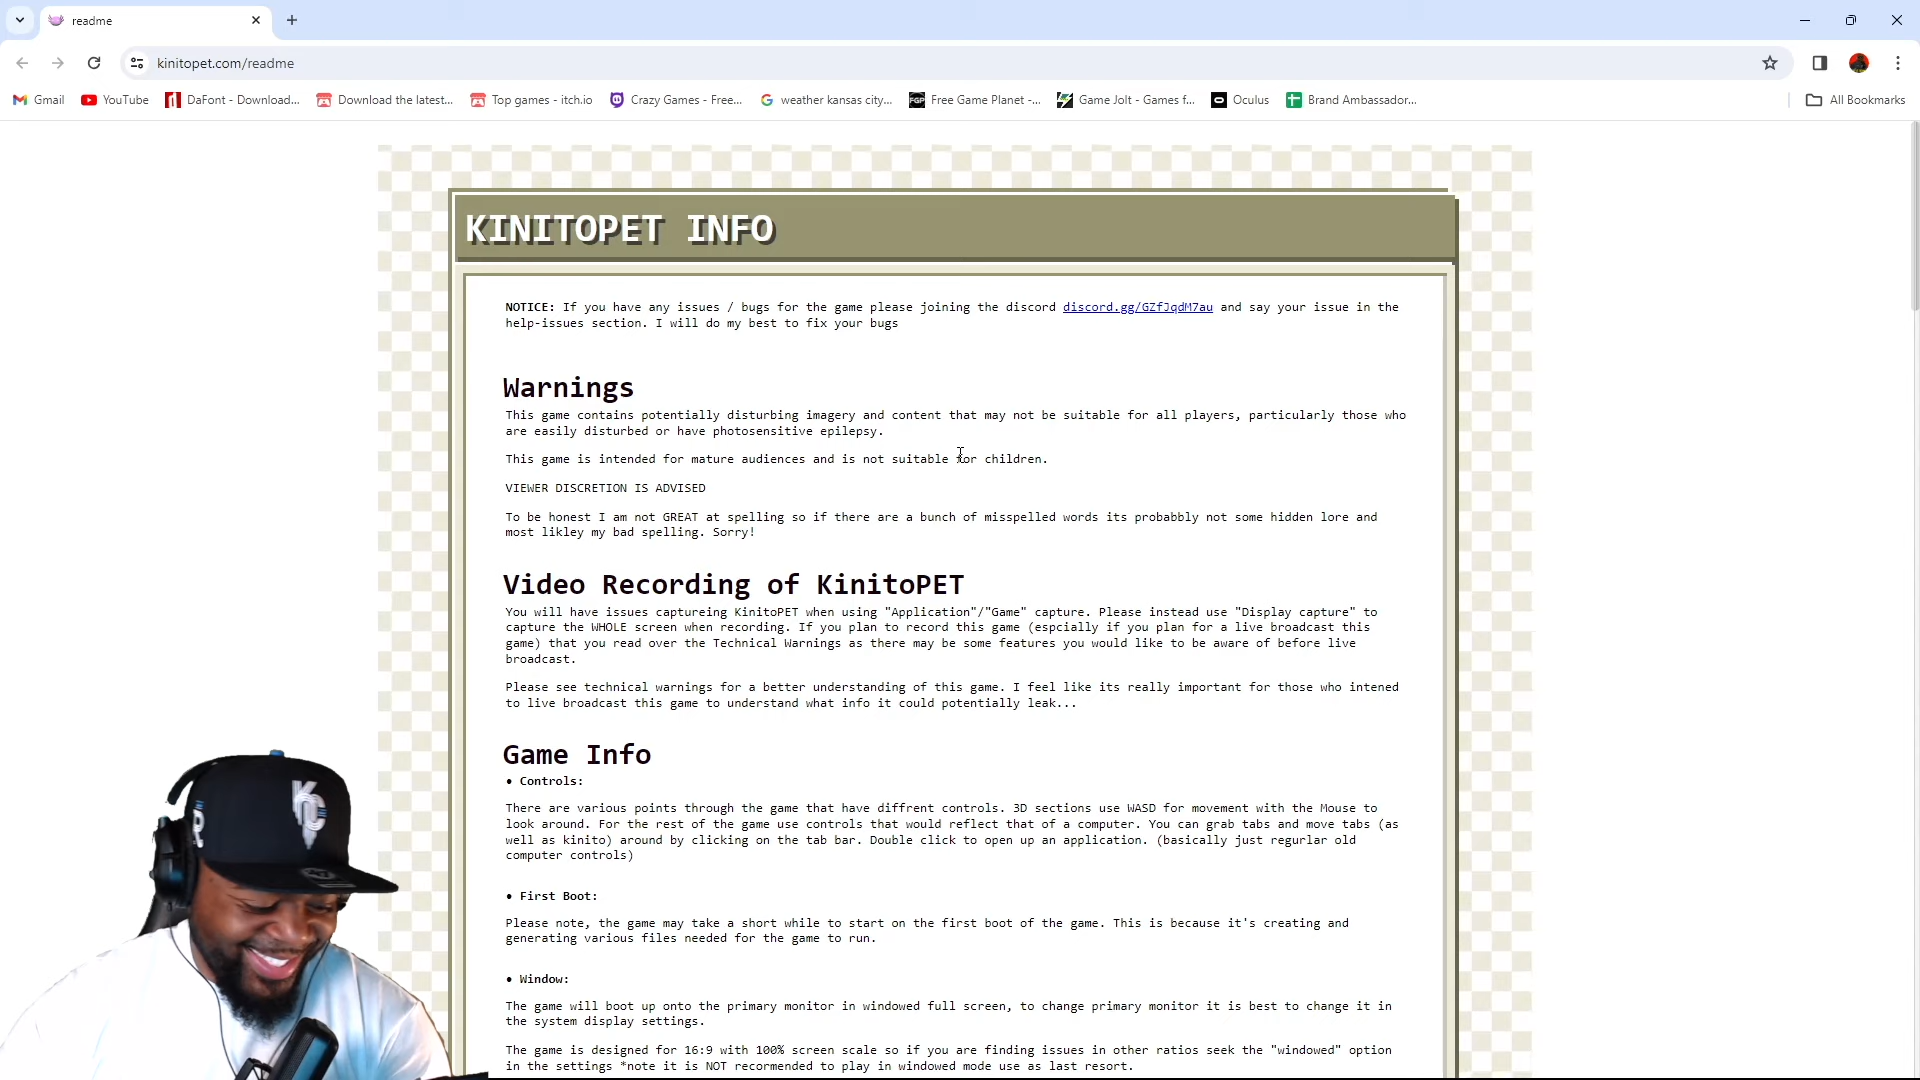 readme
kinitopet.com/readme
Gmail
YouTube
DaFont - Download...
Download the latest...
Top games - itch.io
Crazy Games - Free...
weather kansas city...
FGP
Free Game Planet -...
Game Jolt - Games f...
Oculus
Brand Ambassador...
All Bookmarks
KINITOPET INFO
NOTICE: If you have any issues / bugs for the game please joining the discord discord.gg/GZfJqdM7au and say your issue in the
help-issues section. I will do my best to fix your bugs
Warnings
This game contains potentially disturbing imagery and content that may not be suitable for all players, particularly those who
are easily disturbed or have photosensitive epilepsy.
This game is intended for mature audiences and is not suitable for children.
VIEWER DISCRETION IS ADVISED
To be honest I am not GREAT at spelling so if there are a bunch of misspelled words its probabbly not some hidden lore and
most likley my bad spelling. Sorry!
Video Recording of KinitoPET
You will have issues captureing KinitoPET when using "Application"/"Game" capture. Please instead use "Display capture" to
capture the WHOLE screen when recording. If you plan to record this game (espcially if you plan for a live broadcast this
game) that you read over the Technical Warnings as there may be some features you would like to be aware of before live
broadcast.
Please see technical warnings for a better understanding of this game. I feel like its really important for those who intened
to live broadcast this game to understand what info it could potentially leak...
Game Info
• Controls:
There are various points through the game that have diffrent controls. 3D sections use WASD for movement with the Mouse to
look around. For the rest of the game use controls that would reflect that of a computer. You can grab tabs and move tabs (as
well as kinito) around by clicking on the tab bar. Double click to open up an application. (basically just regurlar old
computer controls)
• First Boot:
Please note, the game may take a short while to start on the first boot of the game. This is because it's creating and
generating various files needed for the game to run.
• Window:
The game will boot up onto the primary monitor in windowed full screen, to change primary monitor it is best to change it in
the system display settings.
The game is designed for 16:9 with 100% screen scale so if you are finding issues in other ratios seek the "windowed" option
in the settings *note it is NOT recormended to play in windowed mode use as last resort.
KC